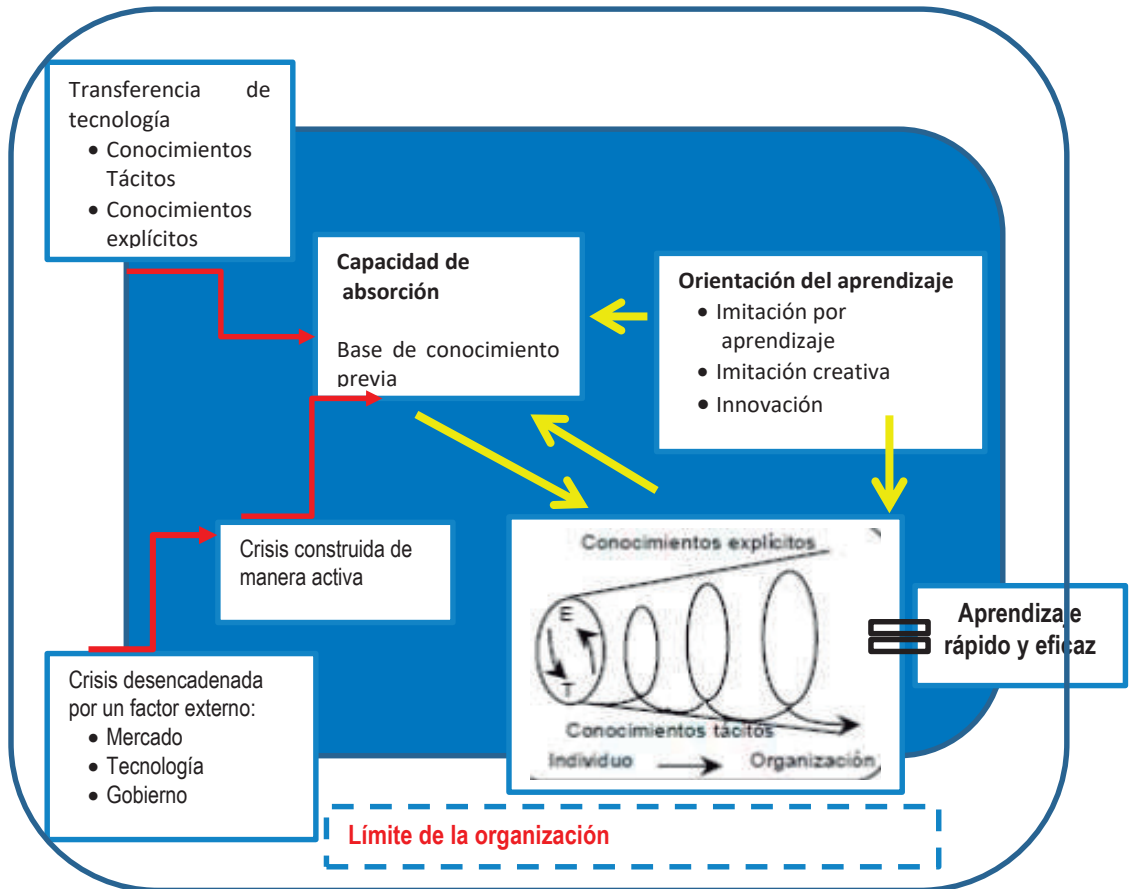 Transferencia de
tecnología
• Conocimientos
Tácitos
• Conocimientos
explícitos
Capacidad de
absorción
Base de conocimiento
previa
Orientación del aprendizaje
• Imitación por
aprendizaje
• Imitación creativa
• Innovación
Crisis construida de
manera activa
Crisis desencadenada
por un factor externo:
• Mercado
• Tecnología
• Gobierno
Conocimientos explícitos
E
T
Conocimientos tácitos
Individuo
Organización
Aprendizaje
rápido y eficaz
Límite de la organización